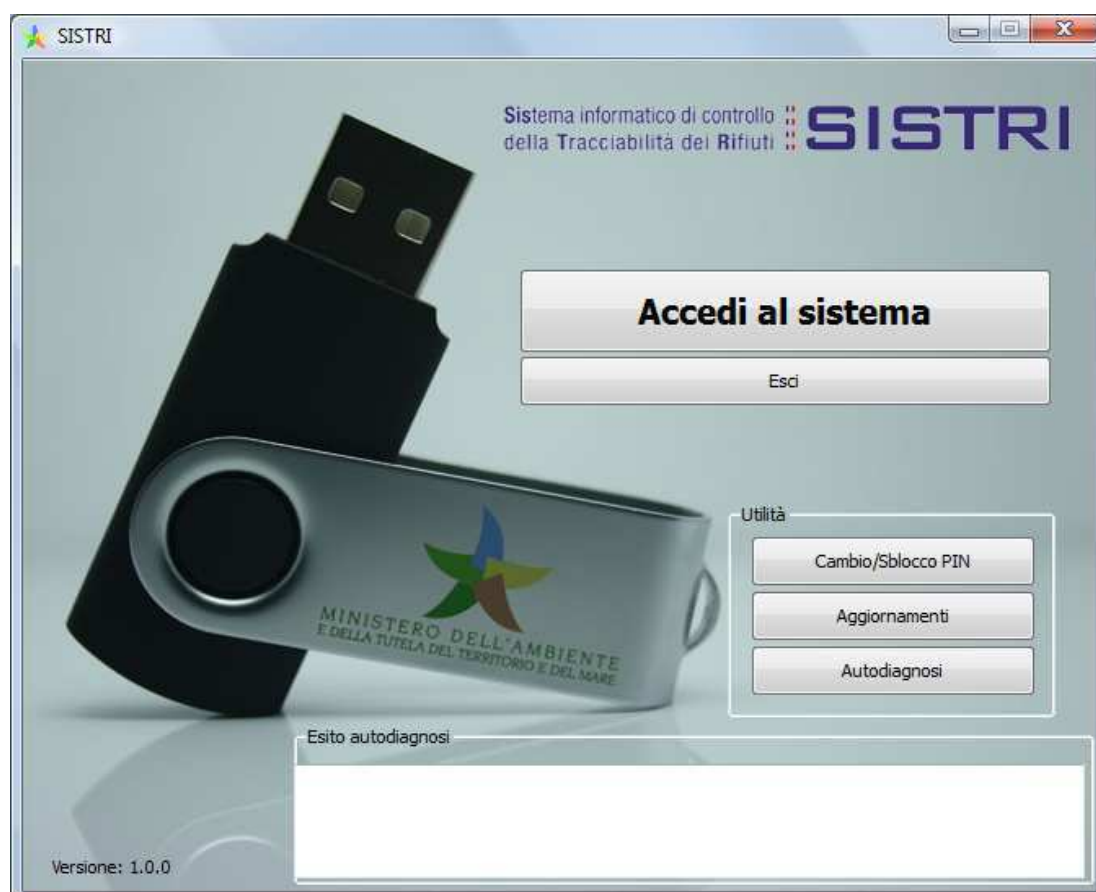 SISTRI
Sistema informatico di controllo
della Tracciabilità dei Rifiuti
SISTRI
Accedi al sistema
Esci
Utilità
Cambio/Sblocco PIN
Aggiornamenti
Autodiagnosi
MINISTERO DELL'AMBIENTE
E DELLA TUTELA DEL TERRITORIO E DEL MARE
Esito autodiagnosi
Versione: 1.0.0